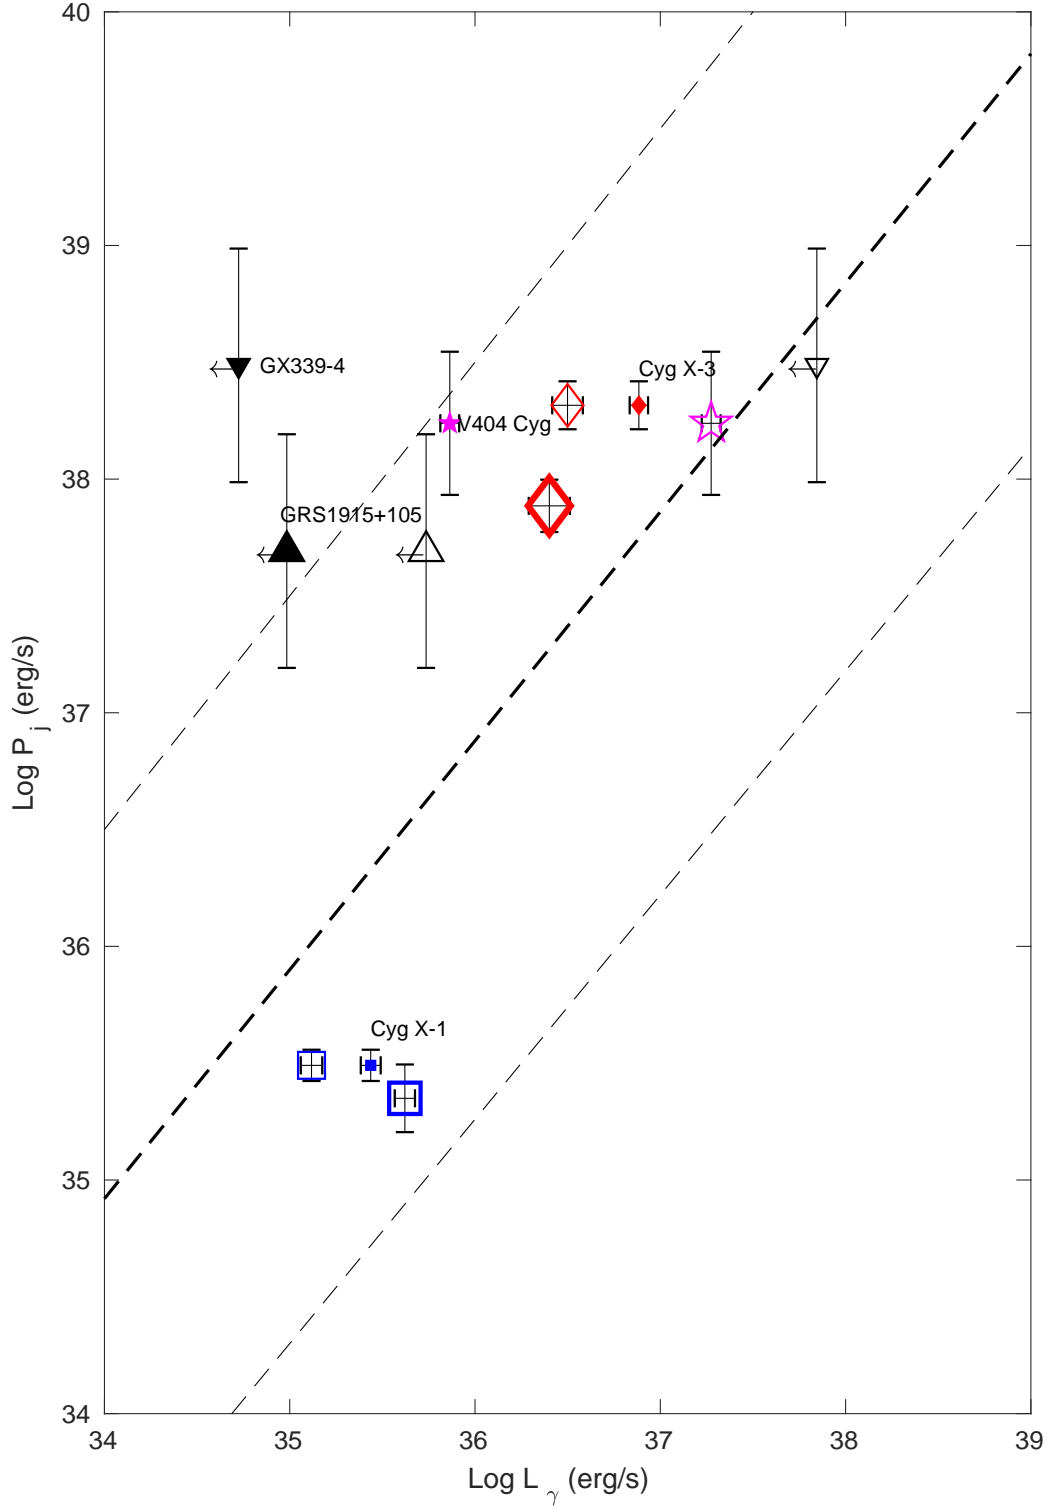 40
39
38
37
36
35
34
34
35
36
37
38
39
Log P j (erg/s)
Log L γ (erg/s)
GX339-4
Cyg X-3
V404 Cyg
GRS1915+105
Cyg X-1